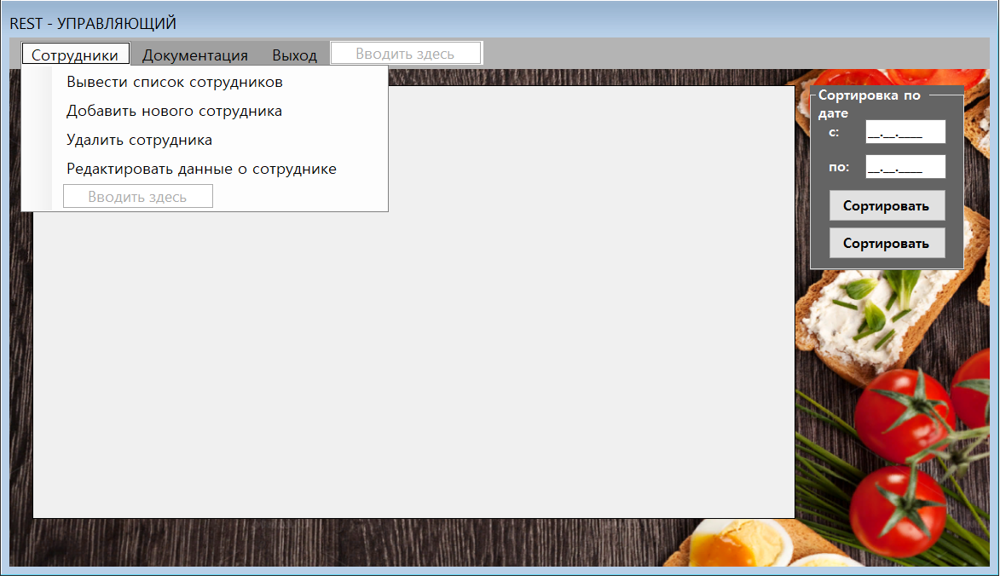 REST - УПРАВЛЯЮЩИЙ
Сотрудники Документация Выход Вводить здесь
Вывести список сотрудников
Добавить нового сотрудника
Удалить сотрудника
Редактировать данные о сотруднике
Вводить здесь
Сортировка по
дате
с: __.__.____
по: __.__.____
Сортировать
Сортировать